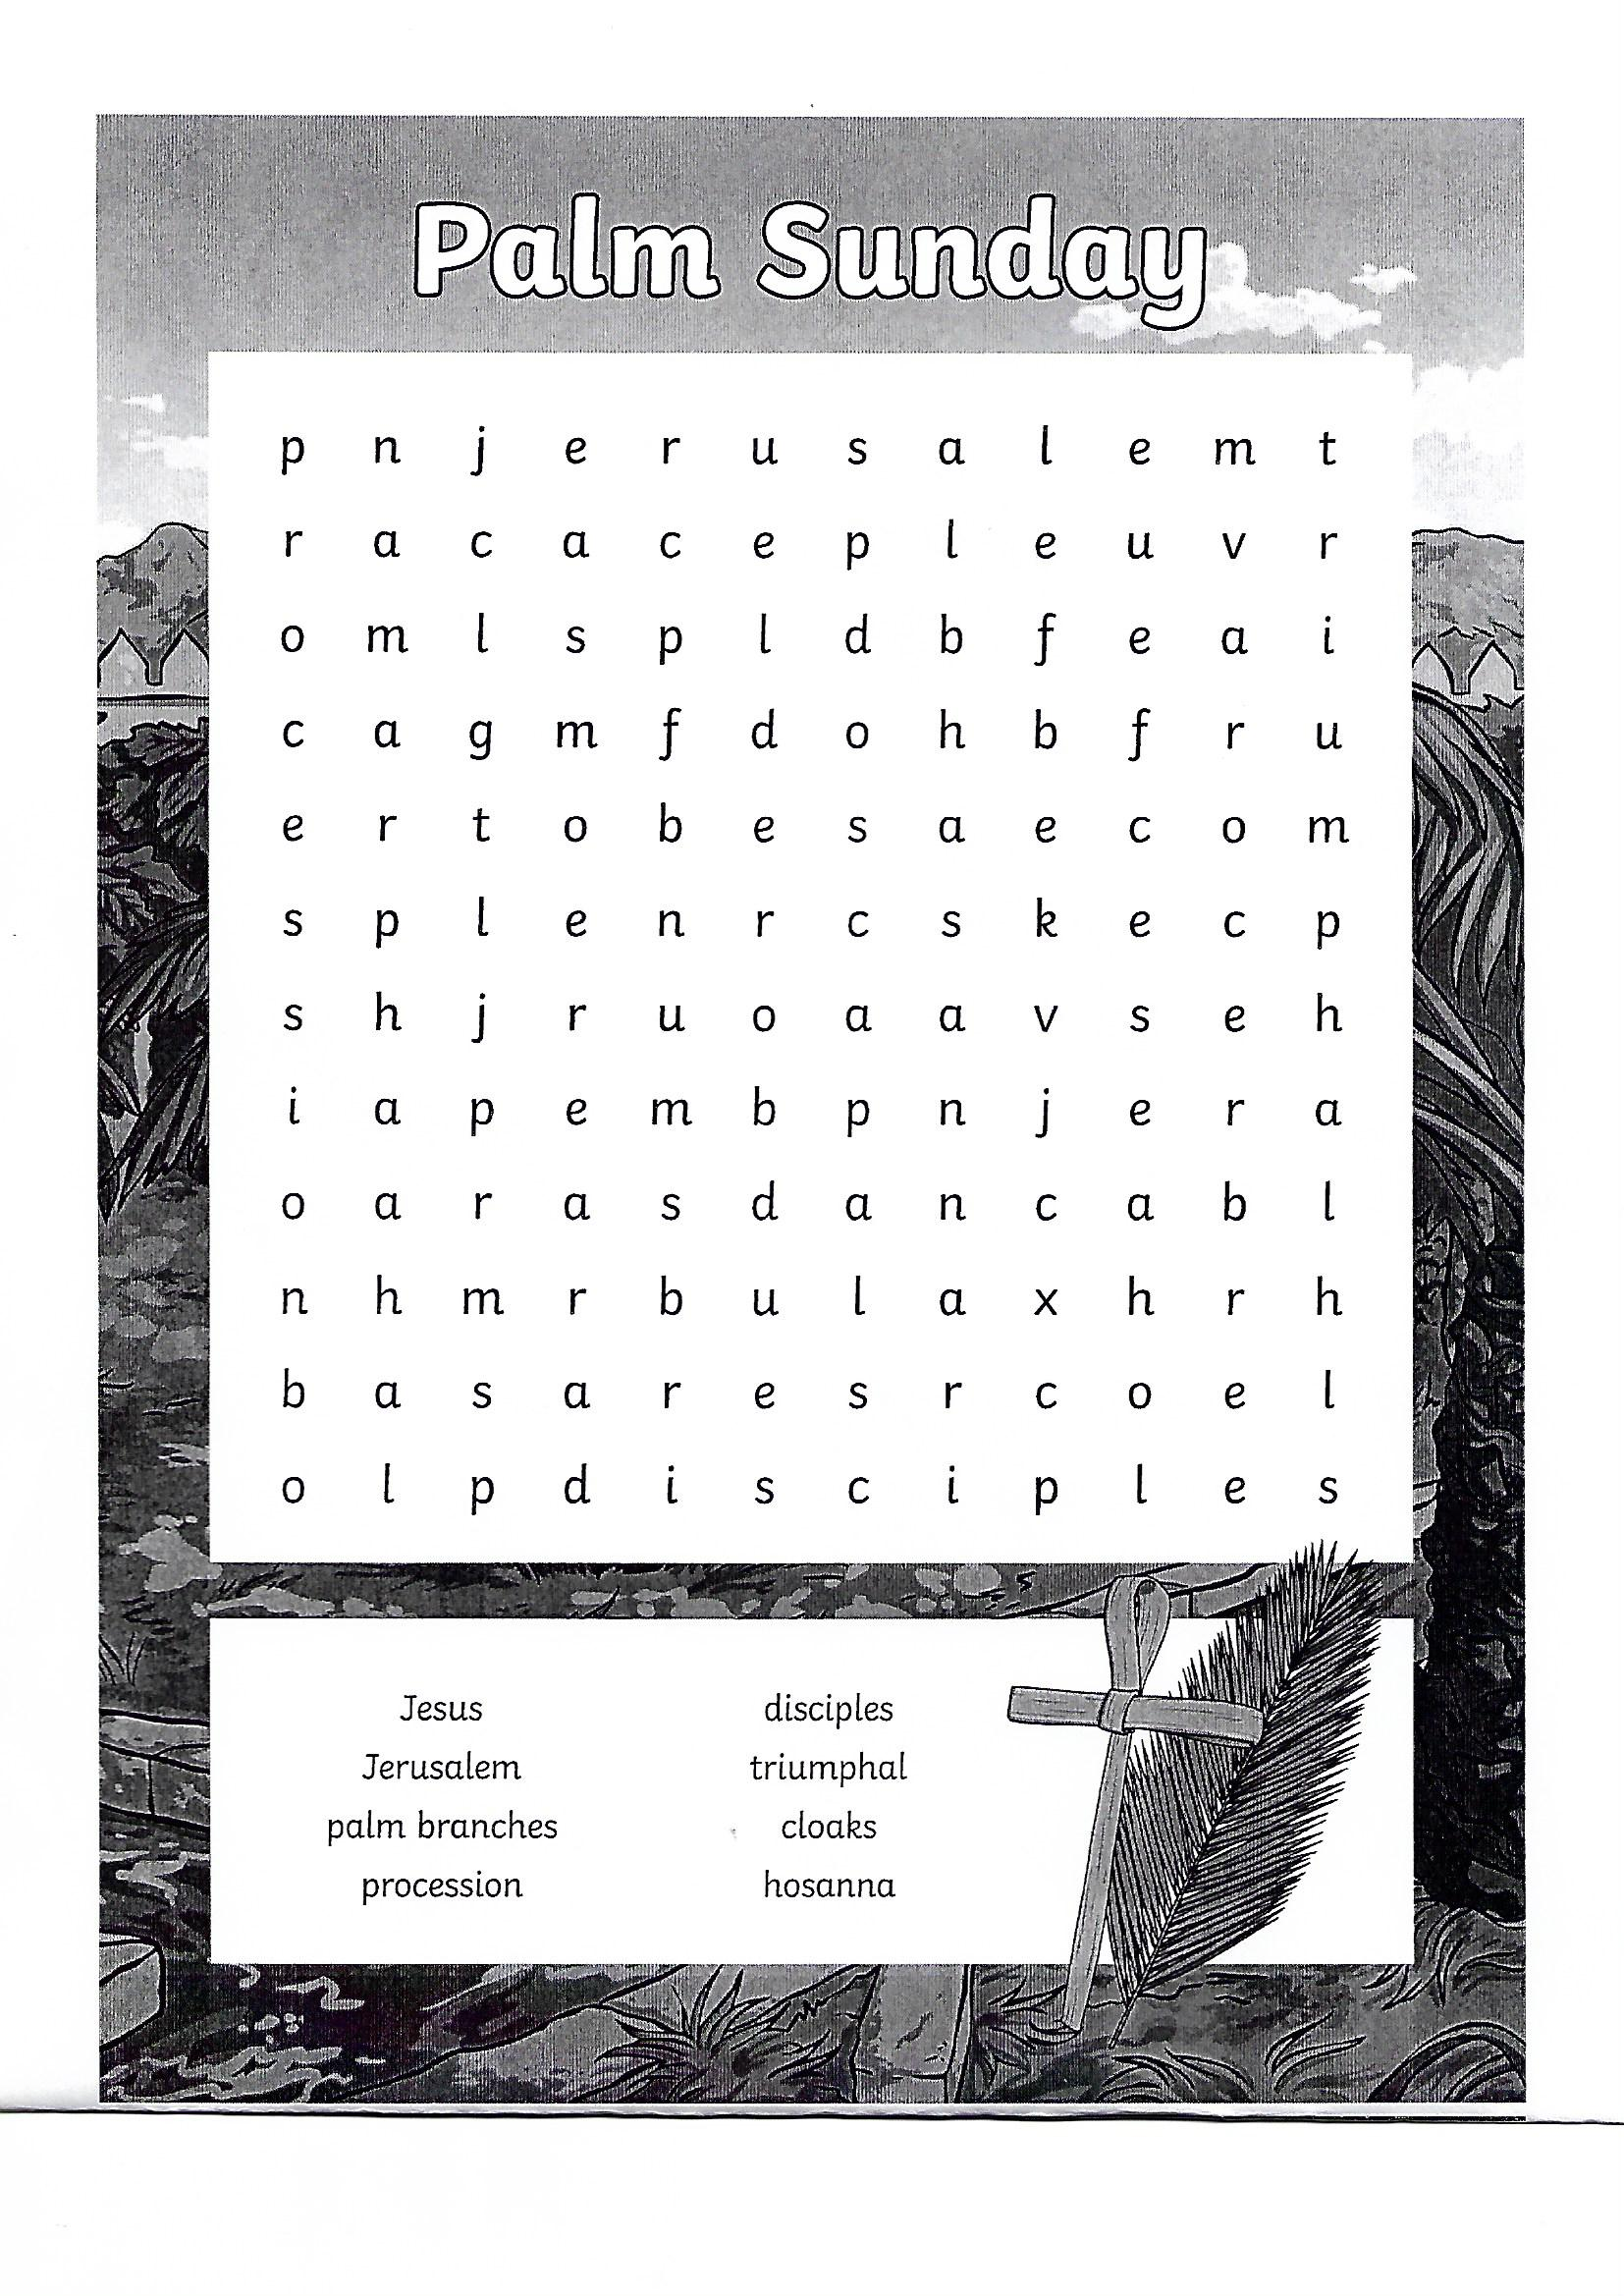 Palm Sunday
p n j e r u s a l e m t
r a c a c e p l e u v r
o m l s p l d b f e a i
c a g m f d o h b f r u
e r t o b e s a e c o m
s p l e n r c s k e c p
s h j r u o a a v s e h
i a p e m b p n j e r a
o a r a s d a n c a b l
n h m r b u l a x h r h
b a s a r e s r c o e l
o l p d i s c i p l e s
Jesus disciples
Jerusalem triumphal
palm branches cloaks
procession hosanna